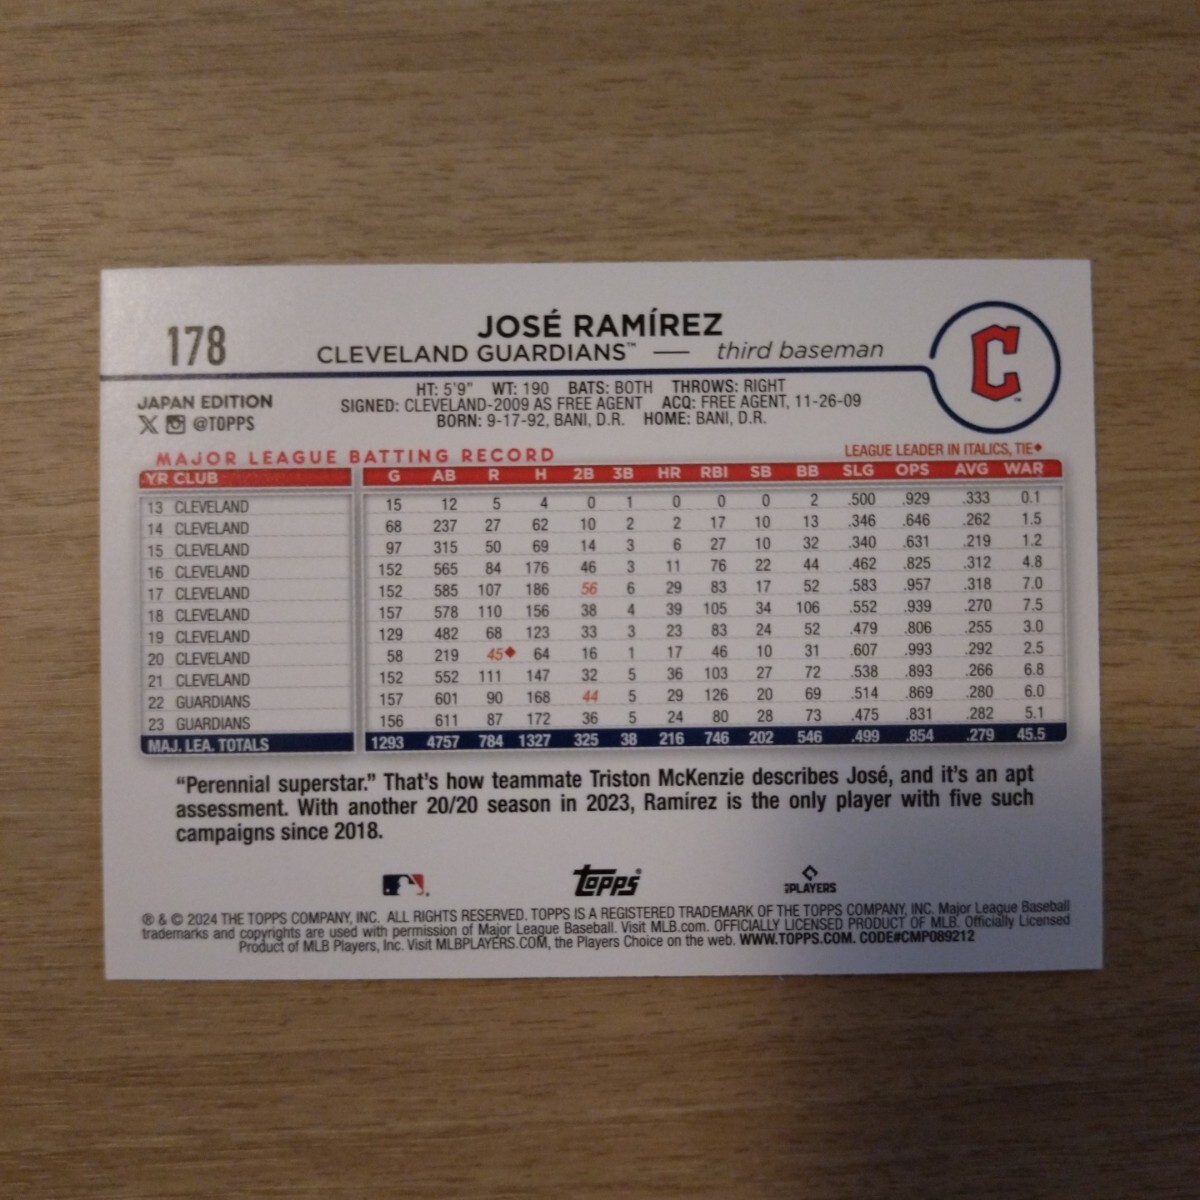 178
JOSÉ RAMÍREZ
CLEVELAND GUARDIANS™ — third baseman
C™
JAPAN EDITION
@TOPPS
HT: 5'9" WT: 190 BATS: BOTH THROWS: RIGHT
SIGNED: CLEVELAND-2009 AS FREE AGENT ACQ: FREE AGENT, 11-26-09
BORN: 9-17-92, BANI, D.R. HOME: BANI, D.R.
MAJOR LEAGUE BATTING RECORD
LEAGUE LEADER IN ITALICS, TIE◆
YR CLUB G AB R H 2B 3B HR RBI SB BB SLG OPS AVG WAR
13 CLEVELAND 15 12 5 4 0 1 0 0 0 2 .500 .929 .333 0.1
14 CLEVELAND 68 237 27 62 10 2 2 17 10 13 .346 .646 .262 1.5
15 CLEVELAND 97 315 50 69 14 3 6 27 10 32 .340 .631 .219 1.2
16 CLEVELAND 152 565 84 176 46 3 11 76 22 44 .462 .825 .312 4.8
17 CLEVELAND 152 585 107 186 56 6 29 83 17 52 .583 .957 .318 7.0
18 CLEVELAND 157 578 110 156 38 4 39 105 34 106 .552 .939 .270 7.5
19 CLEVELAND 129 482 68 123 33 3 23 83 24 52 .479 .806 .255 3.0
20 CLEVELAND 58 219 45◆ 64 16 1 17 46 10 31 .607 .993 .292 2.5
21 CLEVELAND 152 552 111 147 32 5 36 103 27 72 .538 .893 .266 6.8
22 GUARDIANS 157 601 90 168 44 5 29 126 20 69 .514 .869 .280 6.0
23 GUARDIANS 156 611 87 172 36 5 24 80 28 73 .475 .831 .282 5.1
MAJ. LEA. TOTALS 1293 4757 784 1327 325 38 216 746 202 546 .499 .854 .279 45.5
“Perennial superstar.” That’s how teammate Triston McKenzie describes José, and it’s an apt
assessment. With another 20/20 season in 2023, Ramírez is the only player with five such
campaigns since 2018.
topps®
PLAYERS
® & © 2024 THE TOPPS COMPANY, INC. ALL RIGHTS RESERVED. TOPPS IS A REGISTERED TRADEMARK OF THE TOPPS COMPANY, INC. Major League Baseball
trademarks and copyrights are used with permission of Major League Baseball. Visit MLB.com. OFFICIALLY LICENSED PRODUCT OF MLB. Officially Licensed
Product of MLB Players, Inc. Visit MLBPLAYERS.COM, the Players Choice on the web. WWW.TOPPS.COM. CODE#CMP089212